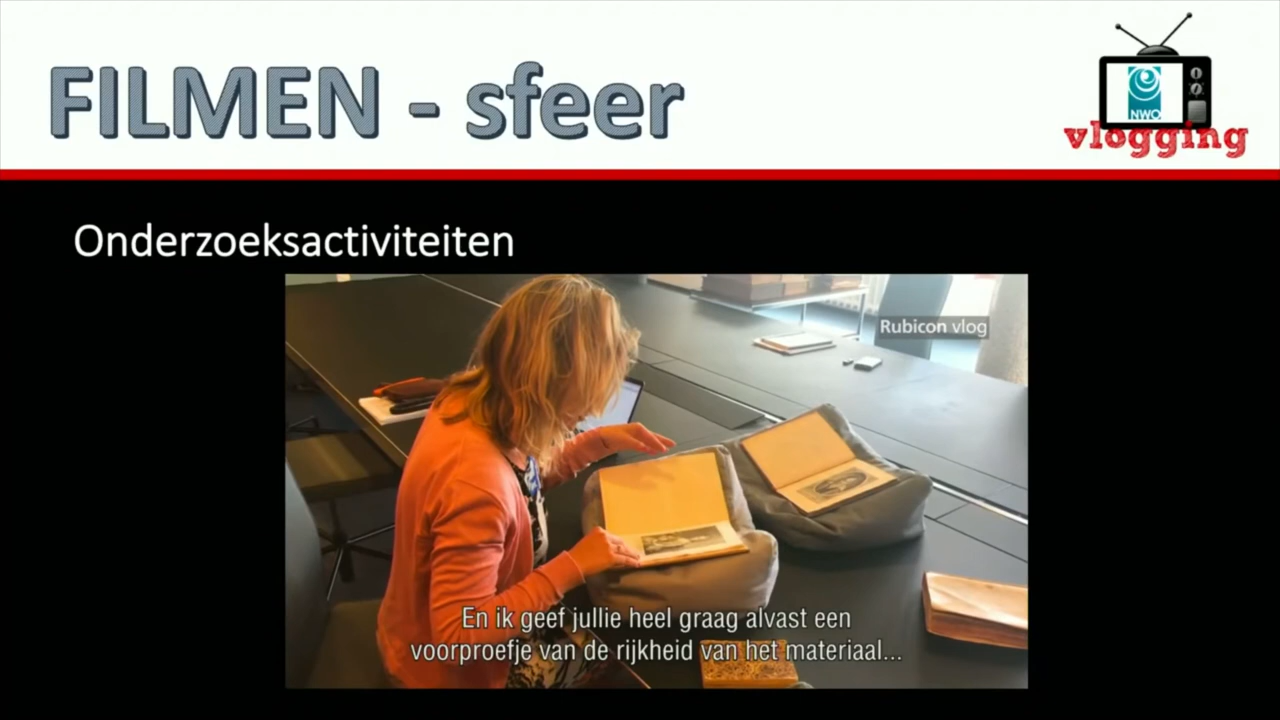 FILMEN - sfeer
NWO
vlogging
Onderzoeksactiviteiten
Rubicon vlog
En ik geef jullie heel graag alvast een
voorproefje van de rijkheid van het materiaal...